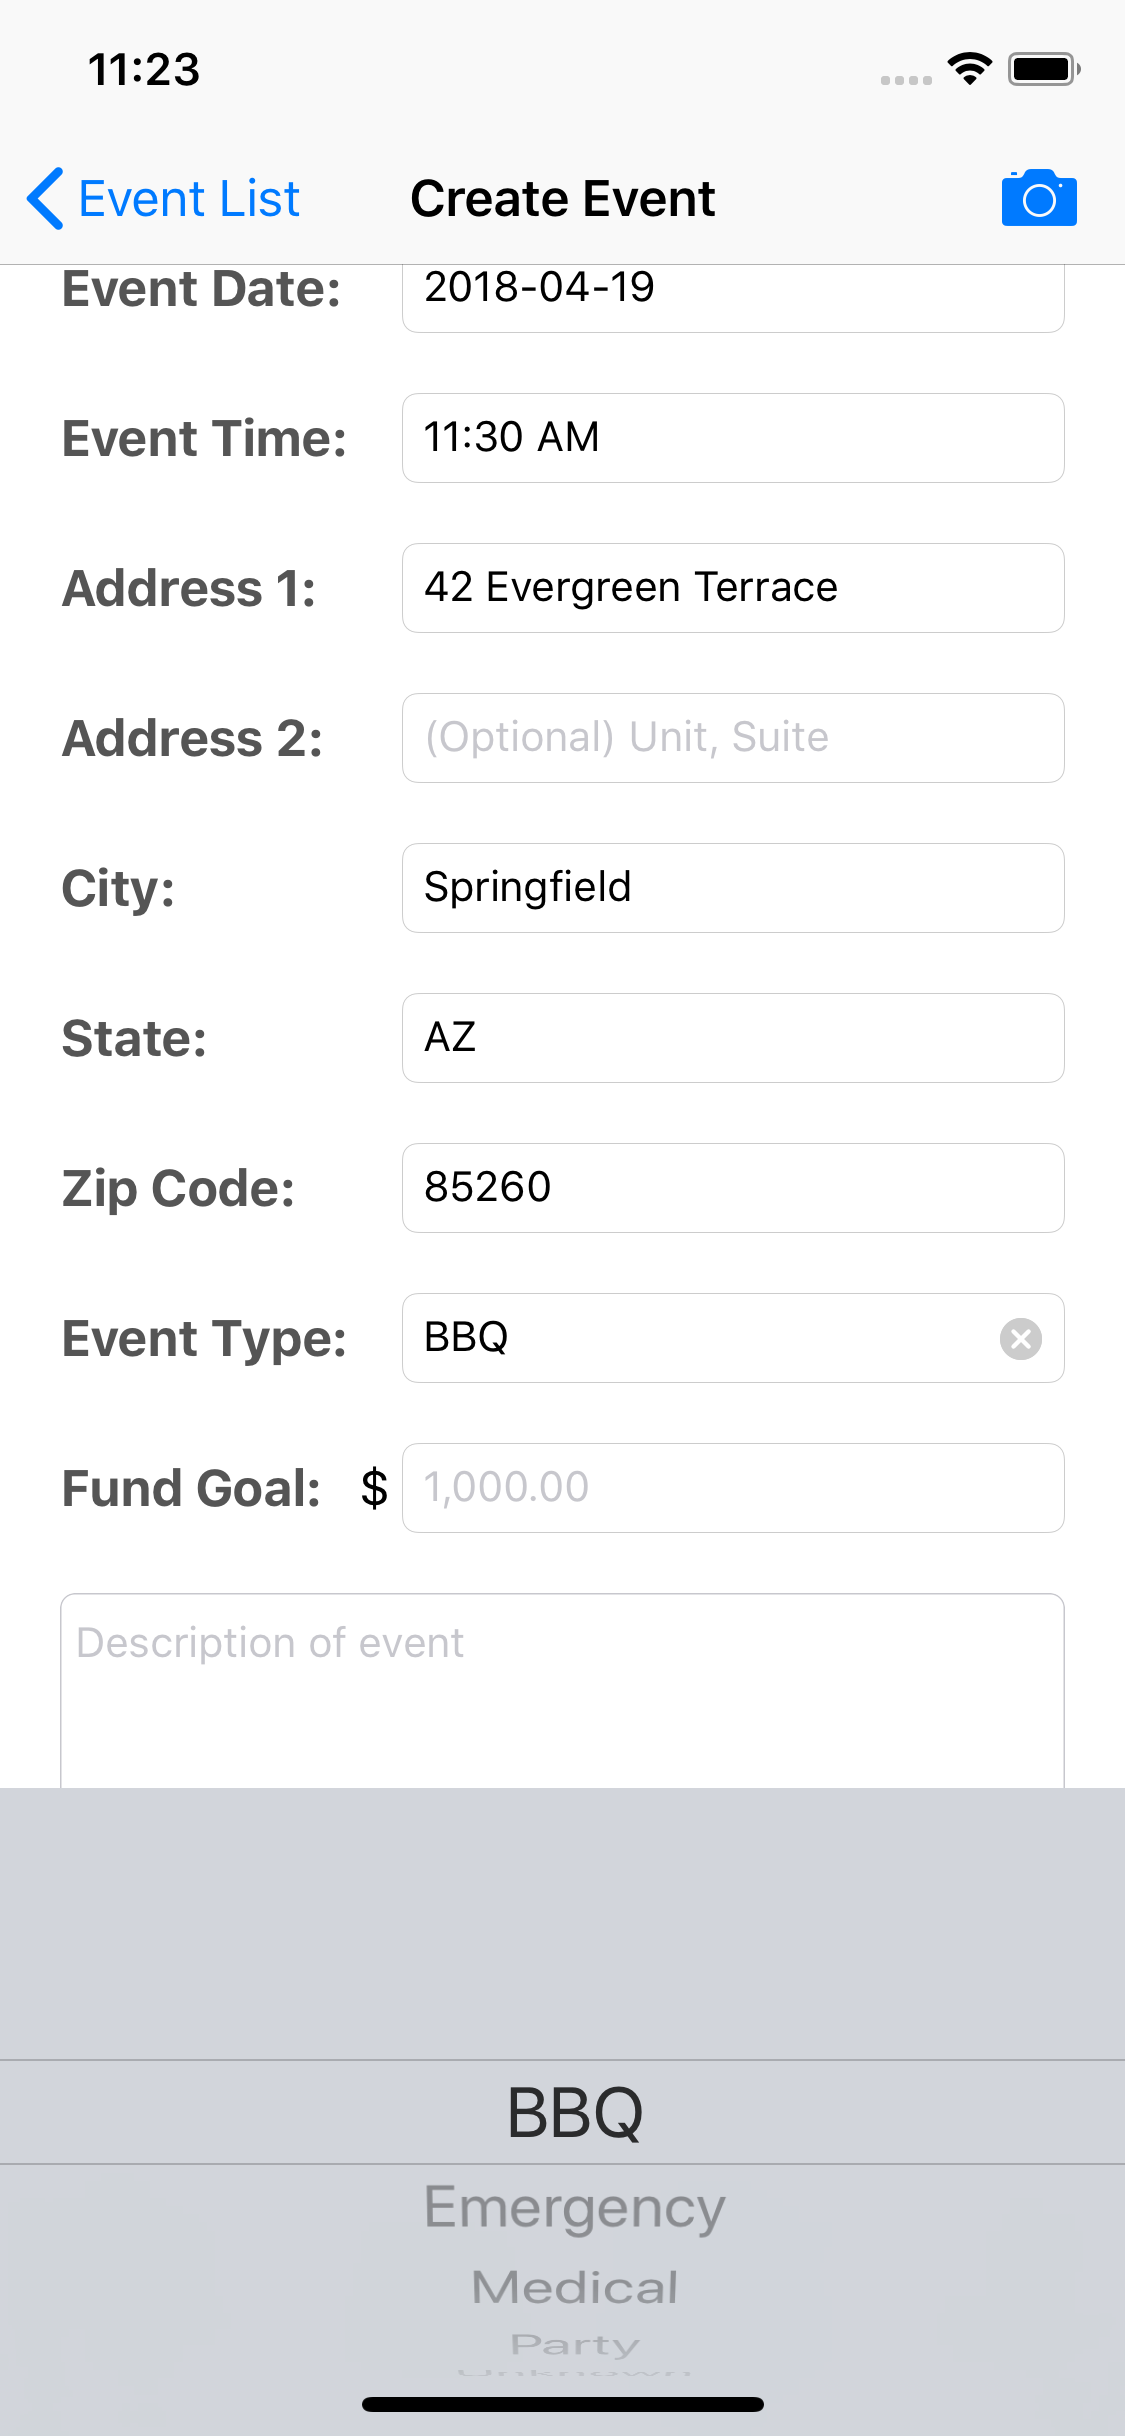 11:23
Event List Create Event
Event Date: 2018-04-19
Event Time: 11:30 AM
Address 1: 42 Evergreen Terrace
Address 2: (Optional) Unit, Suite
City: Springfield
State: AZ
Zip Code: 85260
Event Type: BBQ
Fund Goal: $ 1,000.00
Description of event
BBQ
Emergency
Medical
Party
Unknown